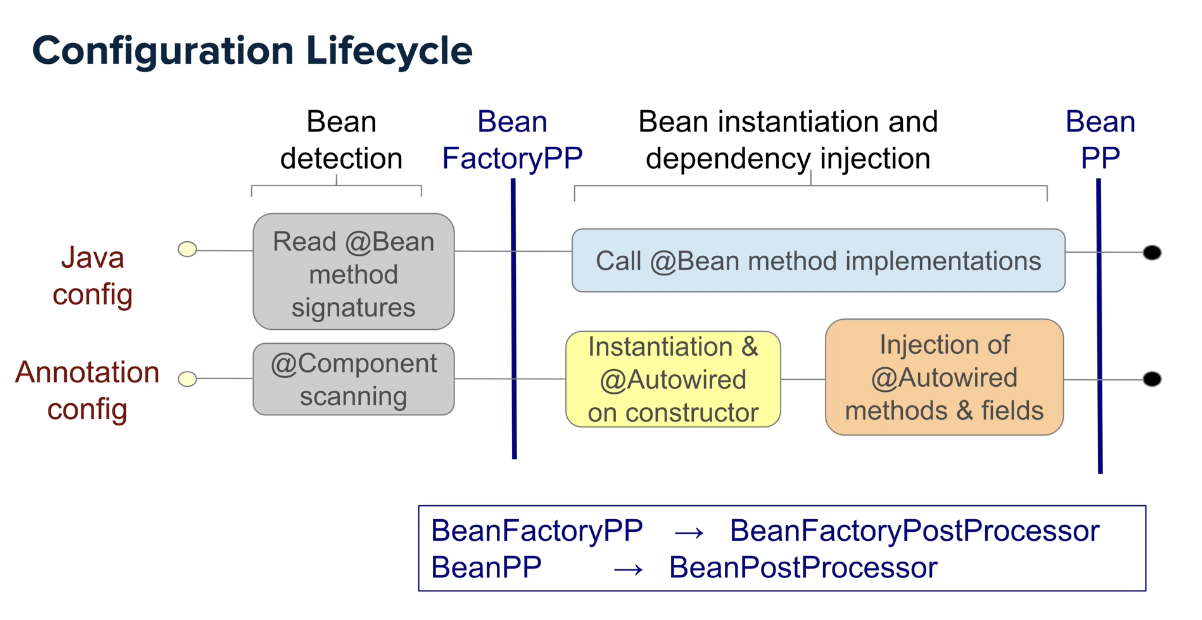 Configuration Lifecycle
Bean
detection
Bean
FactoryPP
Bean instantiation and
dependency injection
Bean
PP
Java
config
Read @Bean
method
signatures
Call @Bean method implementations
Annotation
config
@Component
scanning
Instantiation &
@Autowired
on constructor
Injection of
@Autowired
methods & fields
BeanFactoryPP → BeanFactoryPostProcessor
BeanPP → BeanPostProcessor